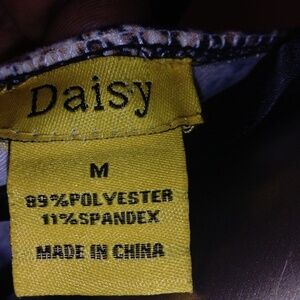 Daisy
M
89%POLYESTER
11%SPANDEX
MADE IN CHINA